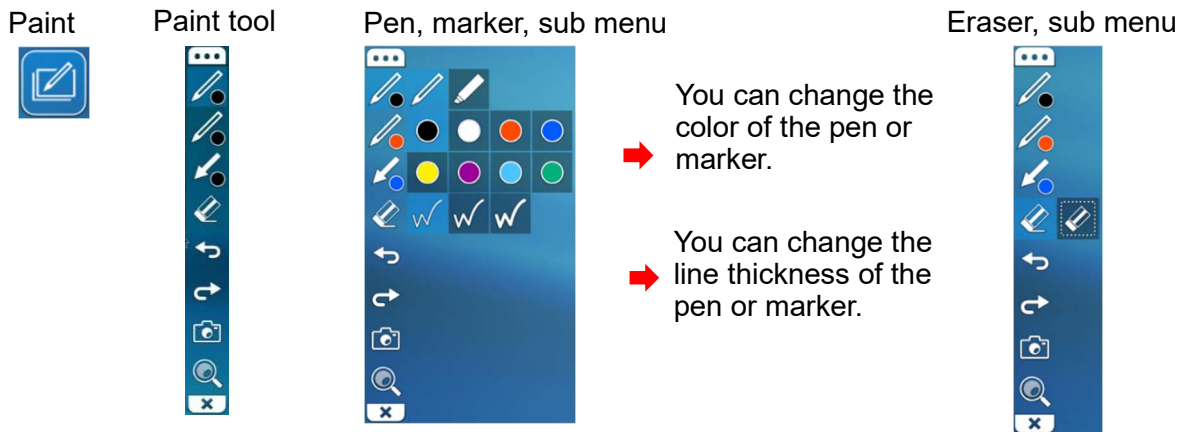 Paint
Paint tool
Pen, marker, sub menu
Eraser, sub menu
You can change the
color of the pen or
marker.
You can change the
line thickness of the
pen or marker.